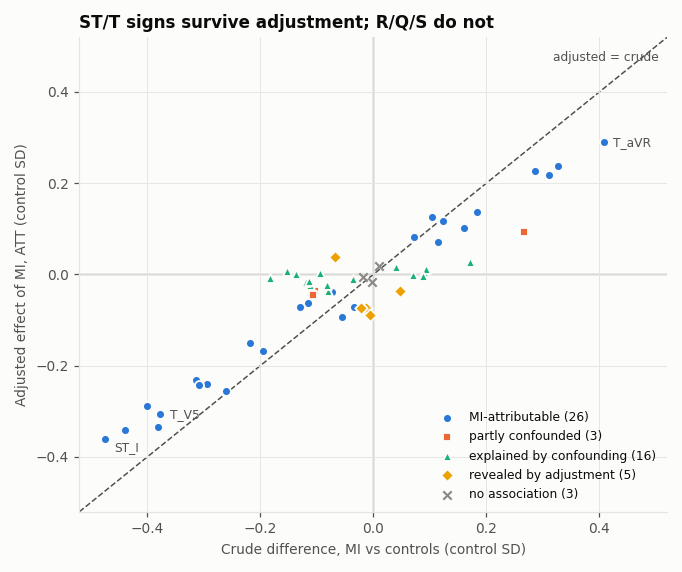 ST/T signs survive adjustment; R/Q/S do not
adjusted = crude
T_aVR
T_V5
ST_I
0.4
0.2
0.0
−0.2
−0.4
Adjusted effect of MI, ATT (control SD)
MI-attributable (26)
partly confounded (3)
explained by confounding (16)
revealed by adjustment (5)
no association (3)
−0.4
−0.2
0.0
0.2
0.4
Crude difference, MI vs controls (control SD)